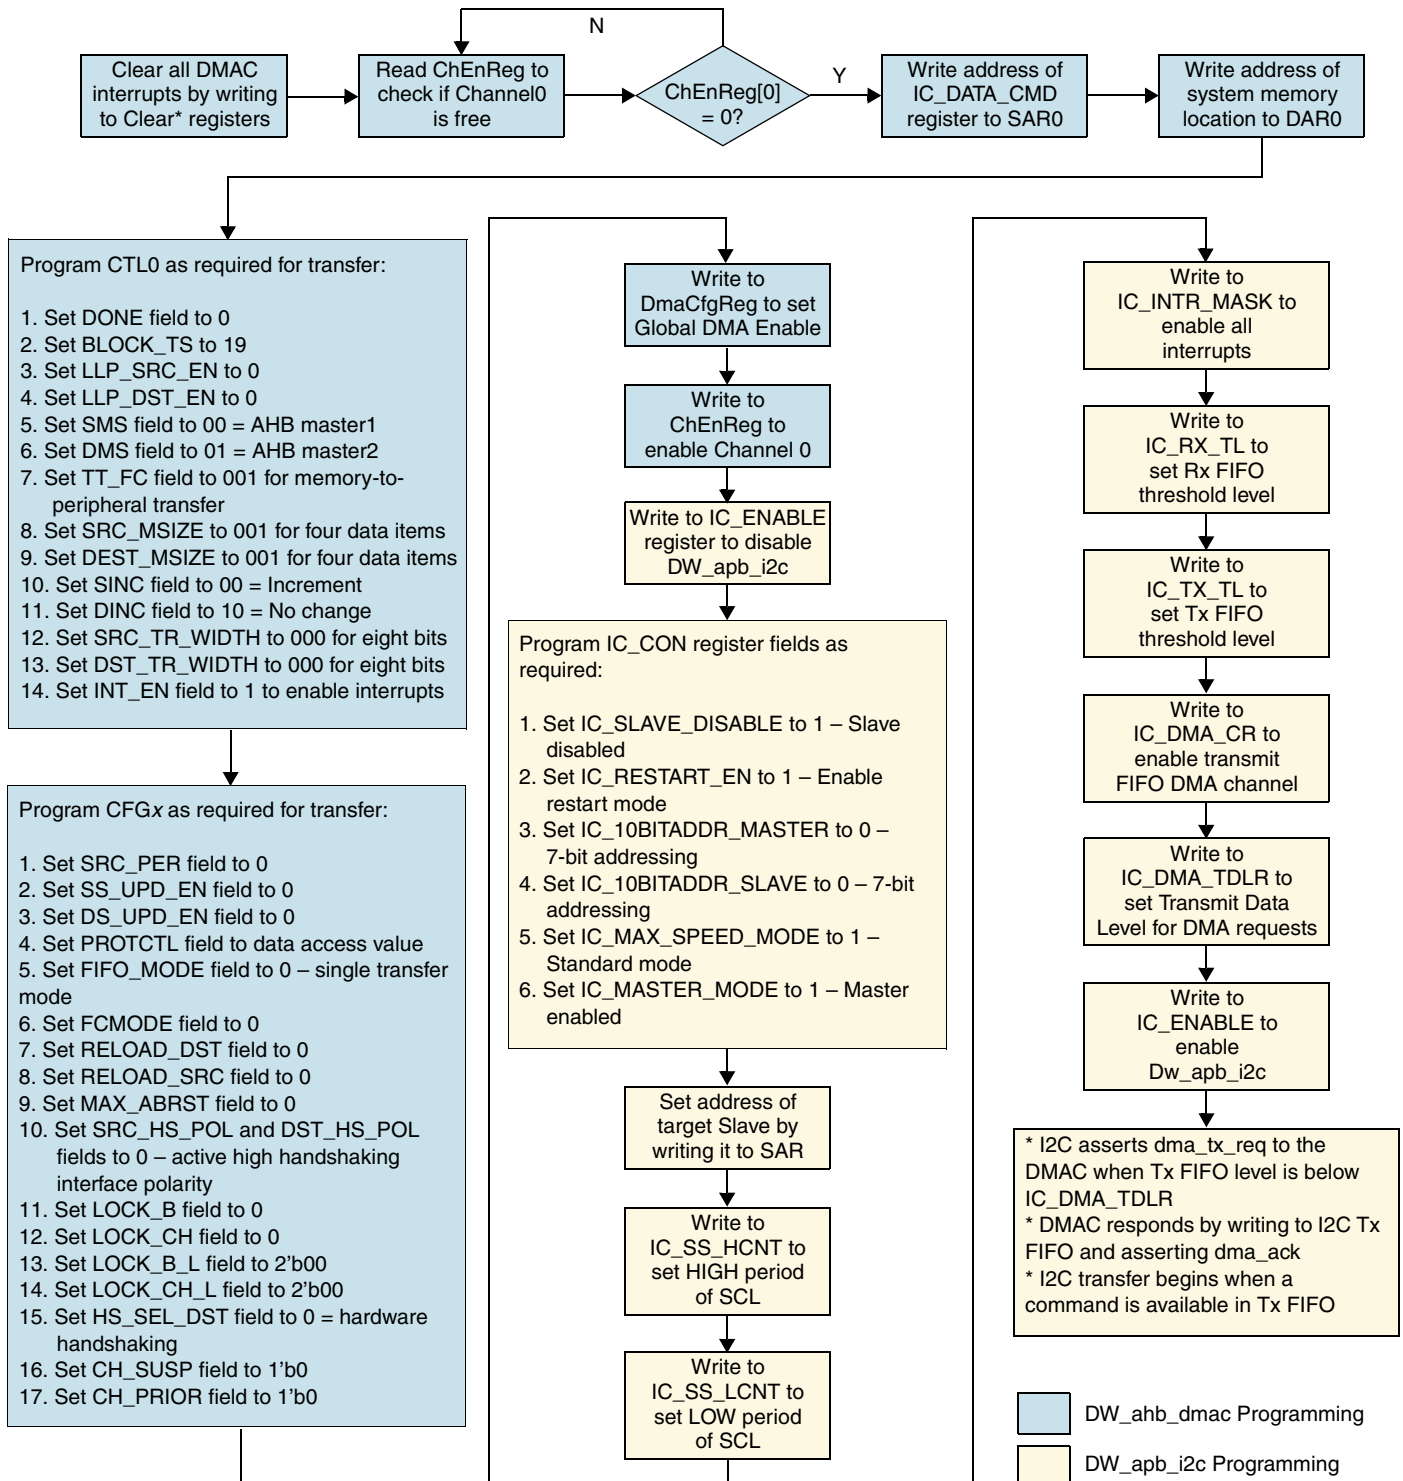 N
Clear all DMAC
interrupts by writing
to Clear* registers
Read ChEnReg to
check if Channel0
is free
ChEnReg[0]
= 0?
Y
Write address of
IC_DATA_CMD
register to SAR0
Write address of
system memory
location to DAR0
Program CTL0 as required for transfer:
1. Set DONE field to 0
2. Set BLOCK_TS to 19
3. Set LLP_SRC_EN to 0
4. Set LLP_DST_EN to 0
5. Set SMS field to 00 = AHB master1
6. Set DMS field to 01 = AHB master2
7. Set TT_FC field to 001 for memory-to-
peripheral transfer
8. Set SRC_MSIZE to 001 for four data items
9. Set DEST_MSIZE to 001 for four data items
10. Set SINC field to 00 = Increment
11. Set DINC field to 10 = No change
12. Set SRC_TR_WIDTH to 000 for eight bits
13. Set DST_TR_WIDTH to 000 for eight bits
14. Set INT_EN field to 1 to enable interrupts
Program CFGx as required for transfer:
1. Set SRC_PER field to 0
2. Set SS_UPD_EN field to 0
3. Set DS_UPD_EN field to 0
4. Set PROTCTL field to data access value
5. Set FIFO_MODE field to 0 – single transfer
mode
6. Set FCMODE field to 0
7. Set RELOAD_DST field to 0
8. Set RELOAD_SRC field to 0
9. Set MAX_ABRST field to 0
10. Set SRC_HS_POL and DST_HS_POL
fields to 0 – active high handshaking
interface polarity
11. Set LOCK_B field to 0
12. Set LOCK_CH field to 0
13. Set LOCK_B_L field to 2'b00
14. Set LOCK_CH_L field to 2'b00
15. Set HS_SEL_DST field to 0 = hardware
handshaking
16. Set CH_SUSP field to 1'b0
17. Set CH_PRIOR field to 1'b0
Write to
DmaCfgReg to set
Global DMA Enable
Write to
ChEnReg to
enable Channel 0
Write to IC_ENABLE
register to disable
DW_apb_i2c
Program IC_CON register fields as
required:
1. Set IC_SLAVE_DISABLE to 1 – Slave
disabled
2. Set IC_RESTART_EN to 1 – Enable
restart mode
3. Set IC_10BITADDR_MASTER to 0 –
7-bit addressing
4. Set IC_10BITADDR_SLAVE to 0 – 7-bit
addressing
5. Set IC_MAX_SPEED_MODE to 1 –
Standard mode
6. Set IC_MASTER_MODE to 1 – Master
enabled
Set address of
target Slave by
writing it to SAR
Write to
IC_SS_HCNT to
set HIGH period
of SCL
Write to
IC_SS_LCNT to
set LOW period
of SCL
Write to
IC_INTR_MASK to
enable all
interrupts
Write to
IC_RX_TL to
set Rx FIFO
threshold level
Write to
IC_TX_TL to
set Tx FIFO
threshold level
Write to
IC_DMA_CR to
enable transmit
FIFO DMA channel
Write to
IC_DMA_TDLR to
set Transmit Data
Level for DMA requests
Write to
IC_ENABLE to
enable
Dw_apb_i2c
* I2C asserts dma_tx_req to the
DMAC when Tx FIFO level is below
IC_DMA_TDLR
* DMAC responds by writing to I2C Tx
FIFO and asserting dma_ack
* I2C transfer begins when a
command is available in Tx FIFO
DW_ahb_dmac Programming
DW_apb_i2c Programming